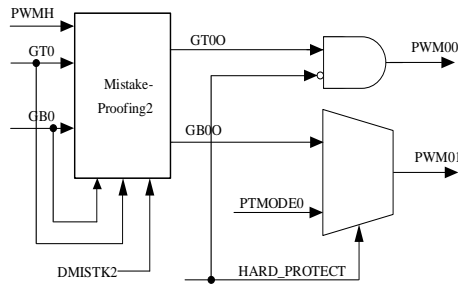 PWMH
GT0
GB0
Mistake-
Proofing2
GT0O
GB0O
PWM00
PWM01
PTMODE0
DMISTK2
HARD_PROTECT